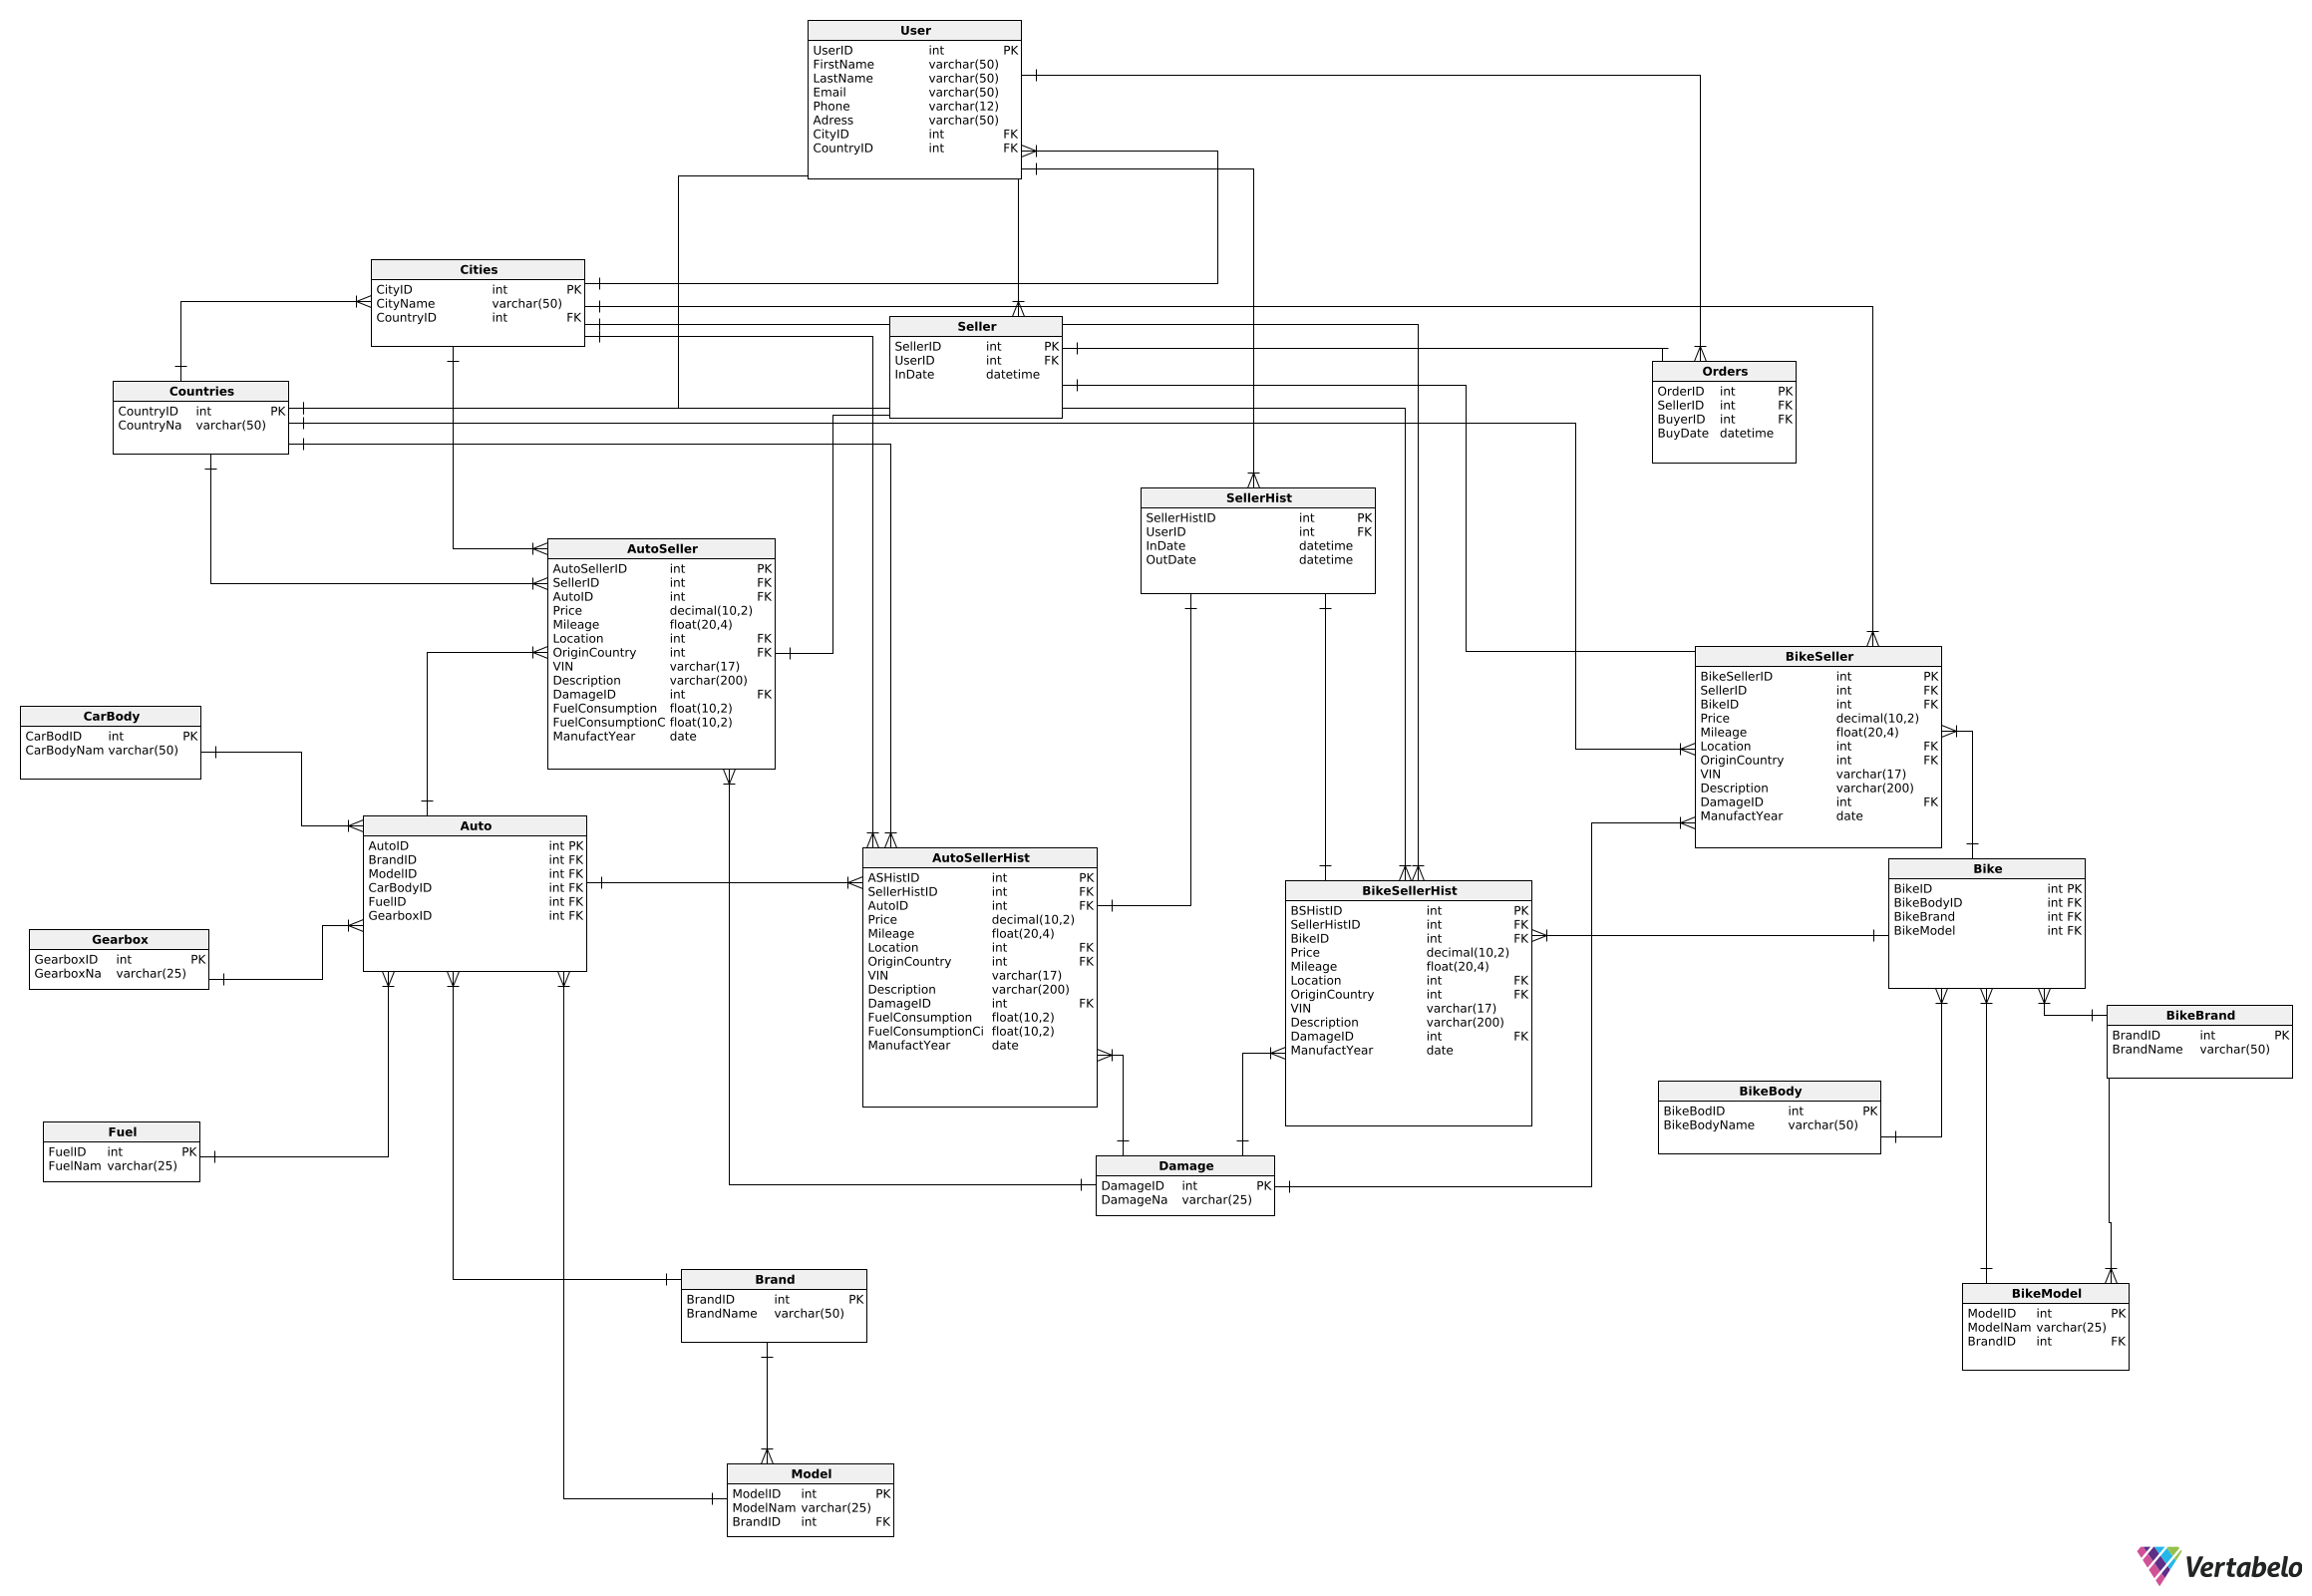 User
UserID int PK
FirstName varchar(50)
LastName varchar(50)
Email varchar(50)
Phone varchar(12)
Adress varchar(50)
CityID int FK
CountryID int FK
Cities
CityID int PK
CityName varchar(50)
CountryID int FK
Seller
SellerID int PK
UserID int FK
InDate datetime
Orders
OrderID int PK
SellerID int FK
BuyerID int FK
BuyDate datetime
Countries
CountryID int PK
CountryNa varchar(50)
SellerHist
SellerHistID int PK
UserID int FK
InDate datetime
OutDate datetime
AutoSeller
AutoSellerID int PK
SellerID int FK
AutoID int FK
Price decimal(10,2)
Mileage float(20,4)
Location int FK
OriginCountry int FK
VIN varchar(17)
Description varchar(200)
DamageID int FK
FuelConsumption float(10,2)
FuelConsumptionC float(10,2)
ManufactYear date
BikeSeller
BikeSellerID int PK
SellerID int FK
BikeID int FK
Price decimal(10,2)
Mileage float(20,4)
Location int FK
OriginCountry int FK
VIN varchar(17)
Description varchar(200)
DamageID int FK
ManufactYear date
CarBody
CarBodID int PK
CarBodyNam varchar(50)
Auto
AutoID int PK
BrandID int FK
ModelID int FK
CarBodyID int FK
FuelID int FK
GearboxID int FK
AutoSellerHist
ASHistID int PK
SellerHistID int FK
AutoID int FK
Price decimal(10,2)
Mileage float(20,4)
Location int FK
OriginCountry int FK
VIN varchar(17)
Description varchar(200)
DamageID int FK
FuelConsumption float(10,2)
FuelConsumptionCi float(10,2)
ManufactYear date
BikeSellerHist
BSHistID int PK
SellerHistID int FK
BikeID int FK
Price decimal(10,2)
Mileage float(20,4)
Location int FK
OriginCountry int FK
VIN varchar(17)
Description varchar(200)
DamageID int FK
ManufactYear date
Bike
BikeID int PK
BikeBodyID int FK
BikeBrand int FK
BikeModel int FK
Gearbox
GearboxID int PK
GearboxNa varchar(25)
BikeBrand
BrandID int PK
BrandName varchar(50)
BikeBody
BikeBodID int PK
BikeBodyName varchar(50)
Fuel
FuelID int PK
FuelNam varchar(25)
Damage
DamageID int PK
DamageNa varchar(25)
Brand
BrandID int PK
BrandName varchar(50)
BikeModel
ModelID int PK
ModelNam varchar(25)
BrandID int FK
Model
ModelID int PK
ModelNam varchar(25)
BrandID int FK
Vertabelo